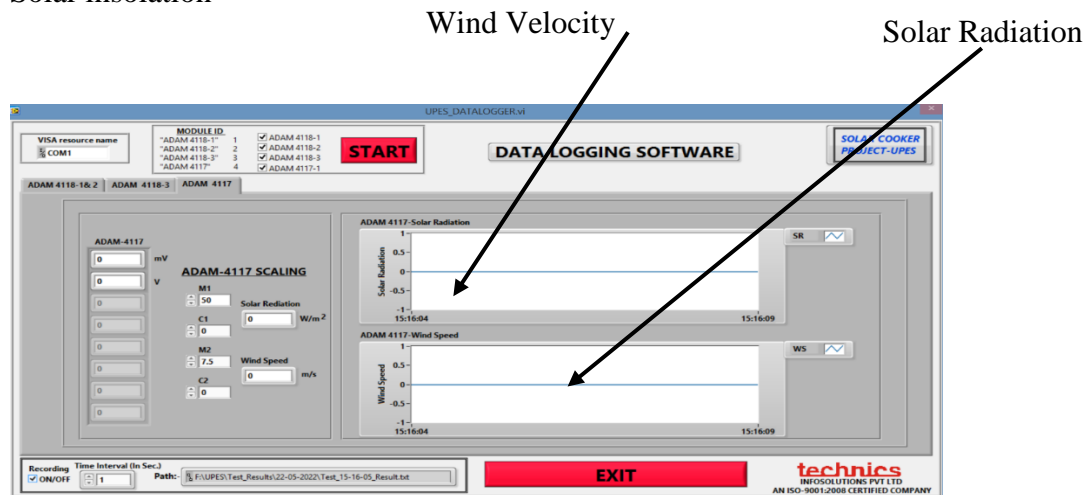 Solar insolation
Wind Velocity
Solar Radiation
UPES_DATALOGGER.vi
VISA resource name
COM1
MODULE ID
"ADAM 4118-1" 1
"ADAM 4118-2" 2
"ADAM 4118-3" 3
"ADAM 4117" 4
ADAM 4118-1
ADAM 4118-2
ADAM 4118-3
ADAM 4117-1
START
DATA LOGGING SOFTWARE
SOLAR COOKER
PROJECT-UPES
ADAM 4118-1& 2
ADAM 4118-3
ADAM 4117
ADAM-4117
0 mV
0 V
0
0
0
0
0
0
ADAM-4117 SCALING
M1
50
C1
0
M2
7.5
C2
0
Solar Rediation
0 W/m2
Wind Speed
0 m/s
ADAM 4117-Solar Radiation
Solar Radiation
1
0.5
0
-0.5
-1
15:16:04
15:16:09
SR
ADAM 4117-Wind Speed
Wind Speed
1
0.5
0
-0.5
-1
15:16:04
15:16:09
WS
Recording
ON/OFF
Time Interval (In Sec.)
1
Path:- F:\UPES\Test_Results\22-05-2022\Test_15-16-05_Result.txt
EXIT
technics
INFOSOLUTIONS PVT LTD
AN ISO-9001:2008 CERTIFIED COMPANY